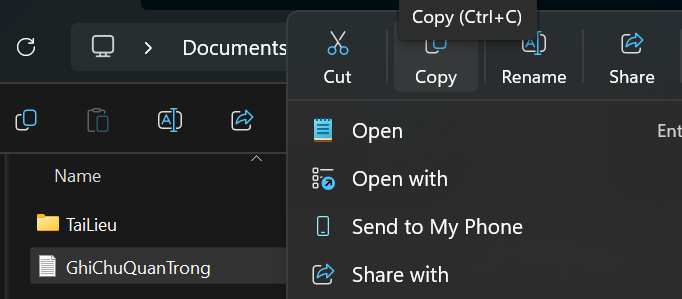 Copy (Ctrl+C)
Documents
Cut
Copy
Rename
Share
Open
Ent
Open with
Name
Send to My Phone
TaiLieu
GhiChuQuanTrong
Share with